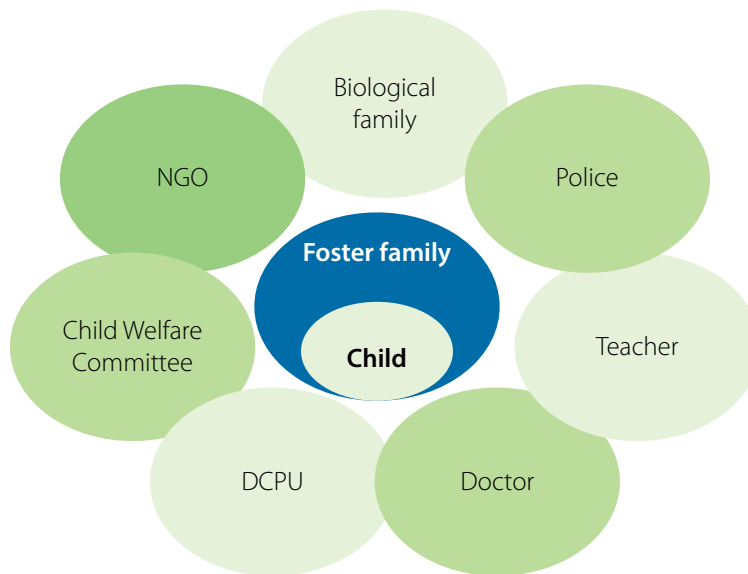 Biological
family
NGO
Police
Foster family
Child Welfare
Committee
Teacher
Child
DCPU
Doctor